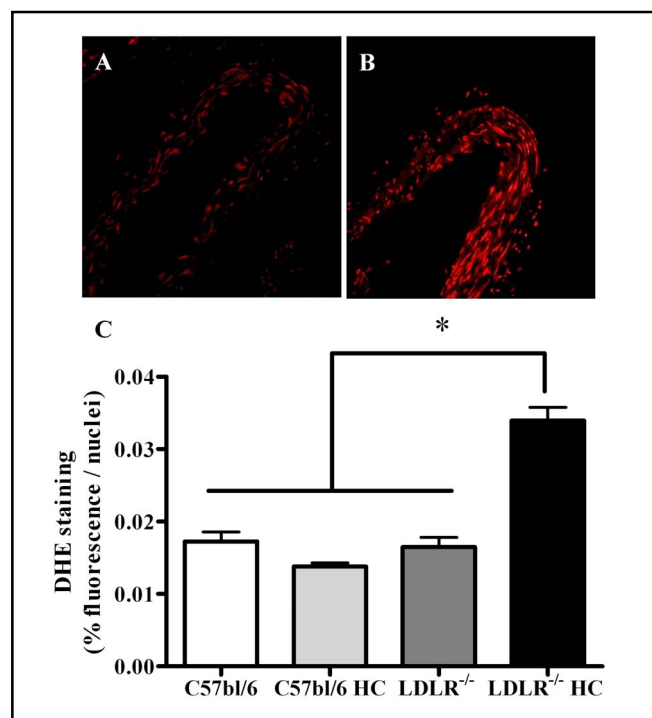 A
B
C
*
DHE staining
(% fluorescence / nuclei)
0.04
0.03
0.02
0.01
0.00
C57bl/6 C57bl/6 HC LDLR⁻/⁻ LDLR⁻/⁻ HC